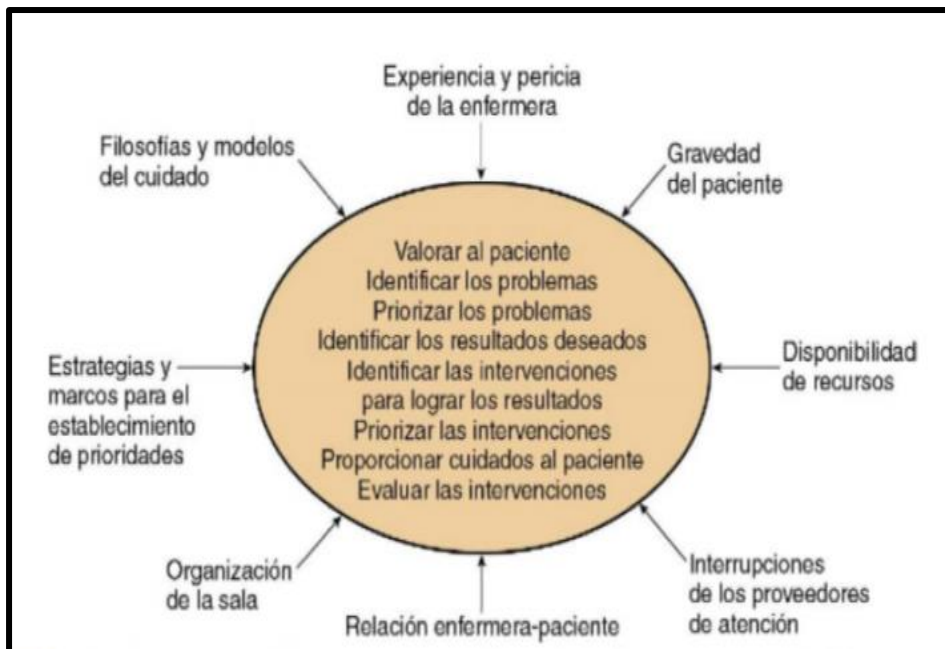 Experiencia y pericia
de la enfermera
Filosofías y modelos
del cuidado
Gravedad
del paciente
Valorar al paciente
Identificar los problemas
Priorizar los problemas
Identificar los resultados deseados
Identificar las intervenciones
para lograr los resultados
Priorizar las intervenciones
Proporcionar cuidados al paciente
Evaluar las intervenciones
Estrategias y
marcos para el
establecimiento
de prioridades
Disponibilidad
de recursos
Organización
de la sala
Relación enfermera-paciente
Interrupciones
de los proveedores
de atención